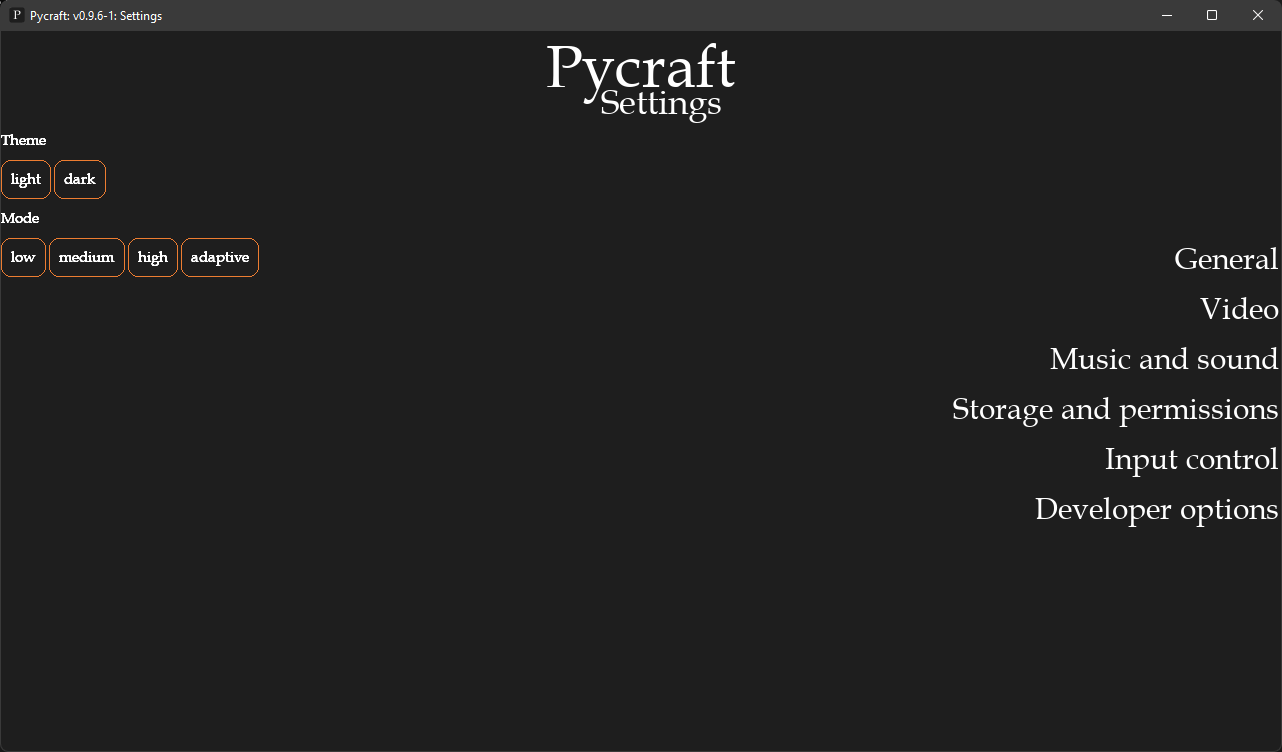 P Pycraft: v0.9.6-1: Settings
Pycraft
Settings
Theme
light dark
Mode
low medium high adaptive
General
Video
Music and sound
Storage and permissions
Input control
Developer options